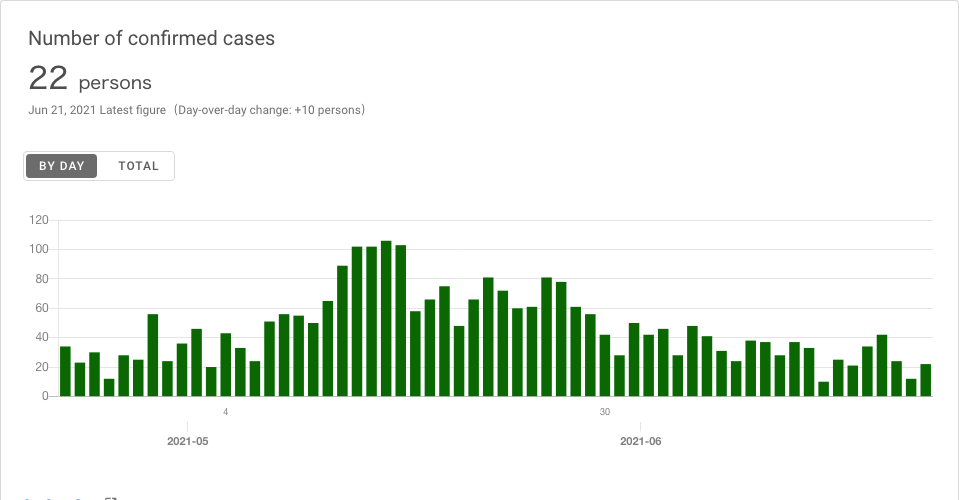 Number of confirmed cases
22 persons
Jun 21, 2021 Latest figure（Day-over-day change: +10 persons）
BY DAY TOTAL
120
100
80
60
40
20
0
4 30
2021-05 2021-06